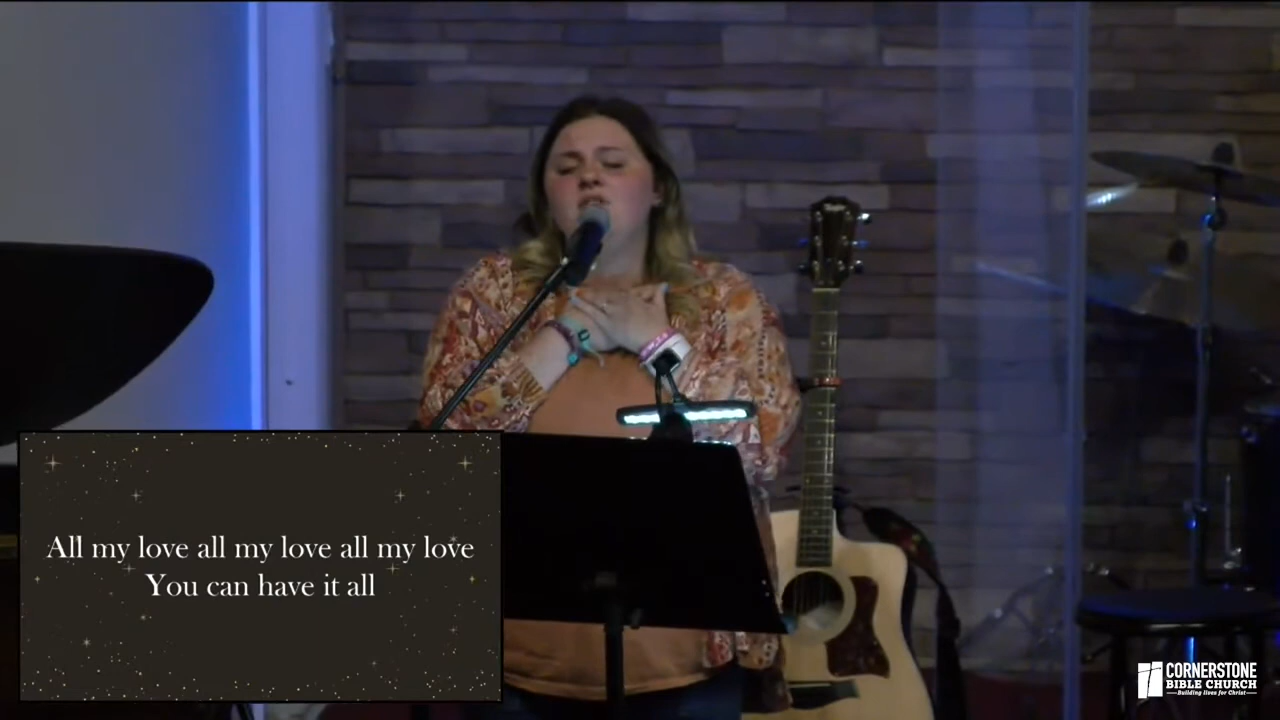 All my love all my love all my love
You can have it all
CORNERSTONE
BIBLE CHURCH
Building lives for Christ